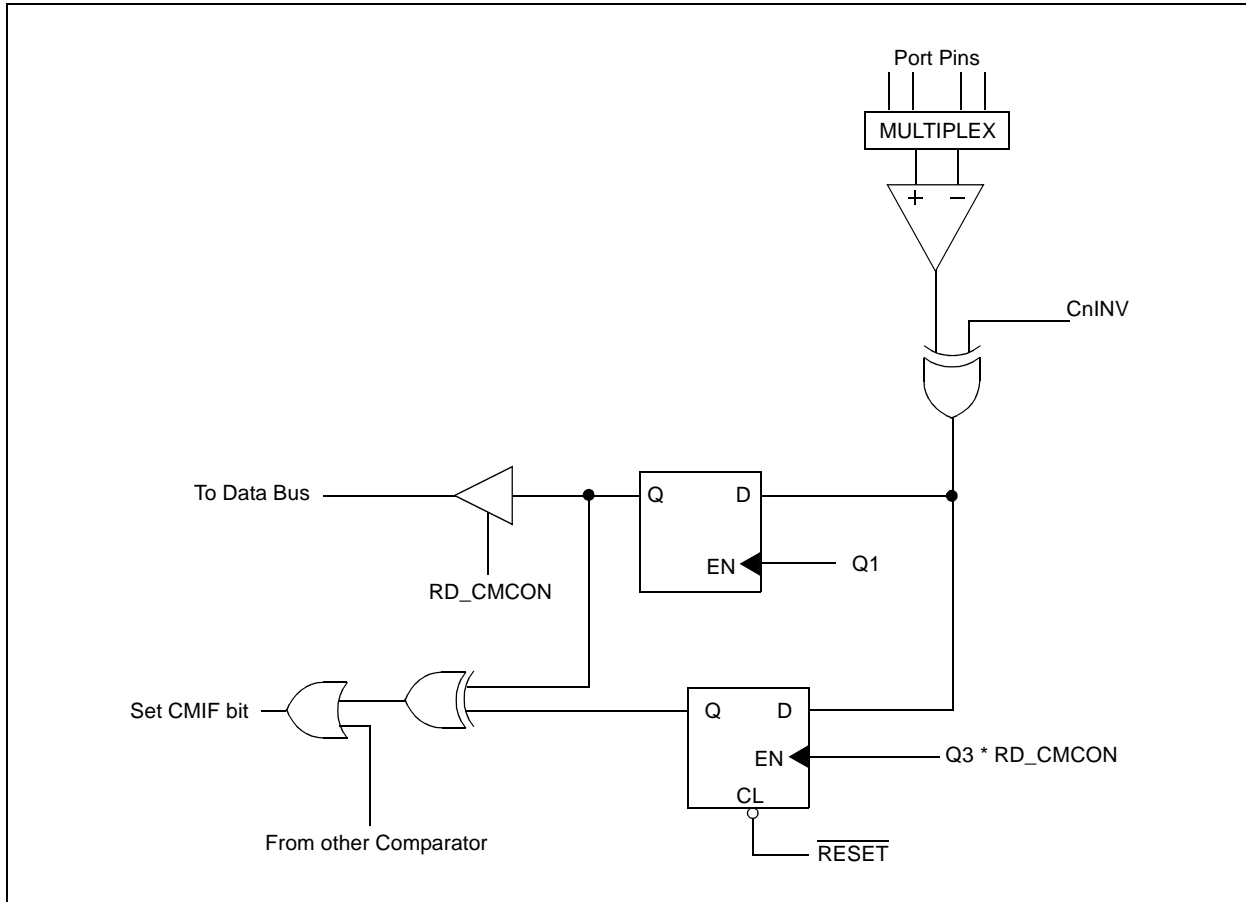 Port Pins
MULTIPLEX
+ −
CnINV
To Data Bus
Q D
EN
Q1
RD_CMCON
Set CMIF bit
Q D
EN
Q3 * RD_CMCON
CL
From other Comparator
RESET